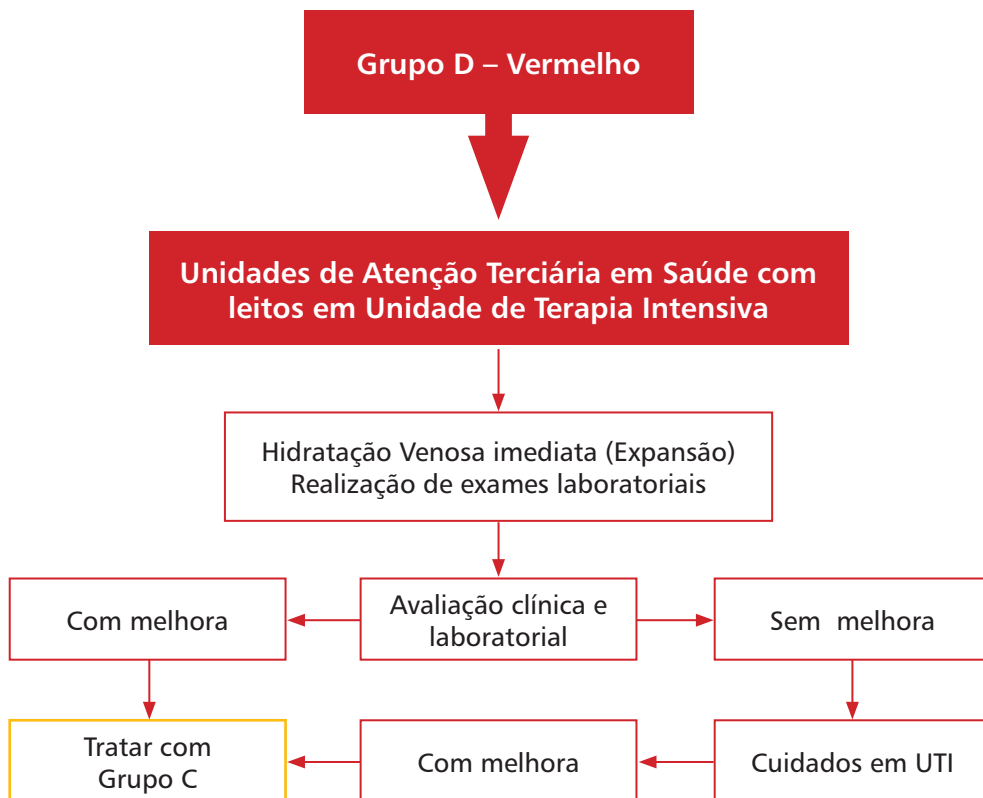 Grupo D – Vermelho
Unidades de Atenção Terciária em Saúde com
leitos em Unidade de Terapia Intensiva
Hidratação Venosa imediata (Expansão)
Realização de exames laboratoriais
Com melhora
Avaliação clínica e
laboratorial
Sem melhora
Tratar com
Grupo C
Com melhora
Cuidados em UTI